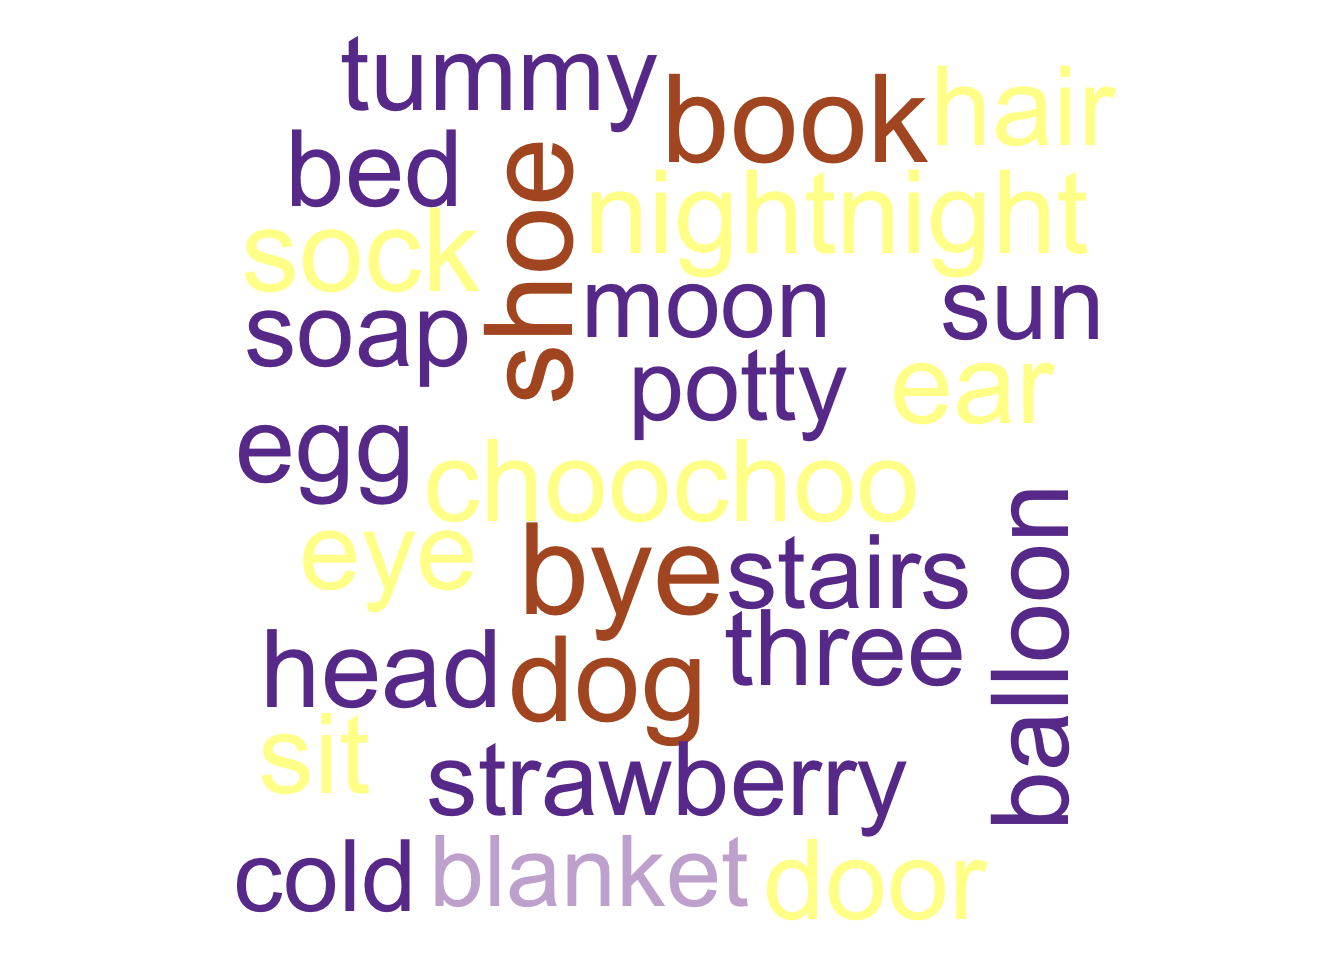 tummy
book
hair
bed
shoe
nightnight
sock
soap
moon
sun
potty
ear
egg
choochoo
eye
bye
stairs
balloon
head
dog
three
sit
strawberry
cold
blanket
door